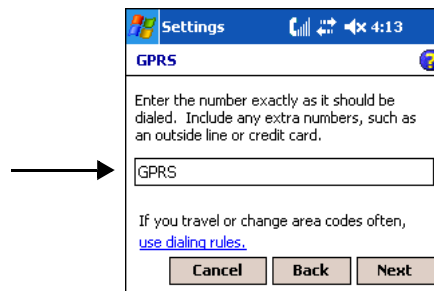 Settings 4:13
GPRS
Enter the number exactly as it should be
dialed. Include any extra numbers, such as
an outside line or credit card.
GPRS
If you travel or change area codes often,
use dialing rules.
Cancel Back Next